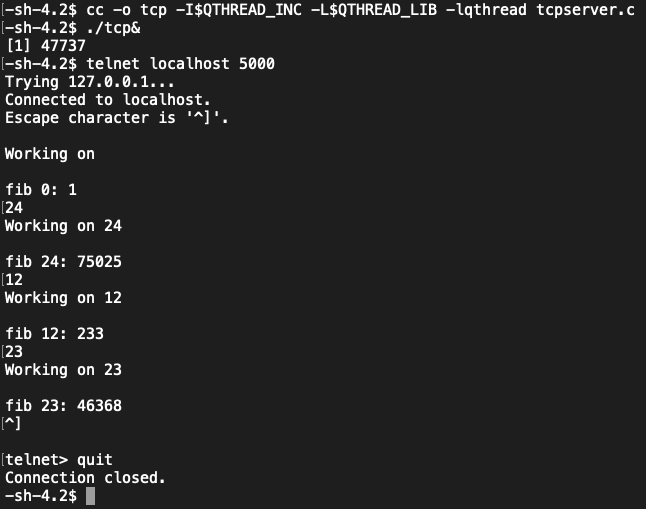 [-sh-4.2$ cc -o tcp -I$QTHREAD_INC -L$QTHREAD_LIB -lqthread tcpserver.c
[-sh-4.2$ ./tcp&
[1] 47737
[-sh-4.2$ telnet localhost 5000
Trying 127.0.0.1...
Connected to localhost.
Escape character is '^]'.
Working on
fib 0: 1
[24
Working on 24
fib 24: 75025
[12
Working on 12
fib 12: 233
[23
Working on 23
fib 23: 46368
[^]
[telnet> quit
Connection closed.
-sh-4.2$